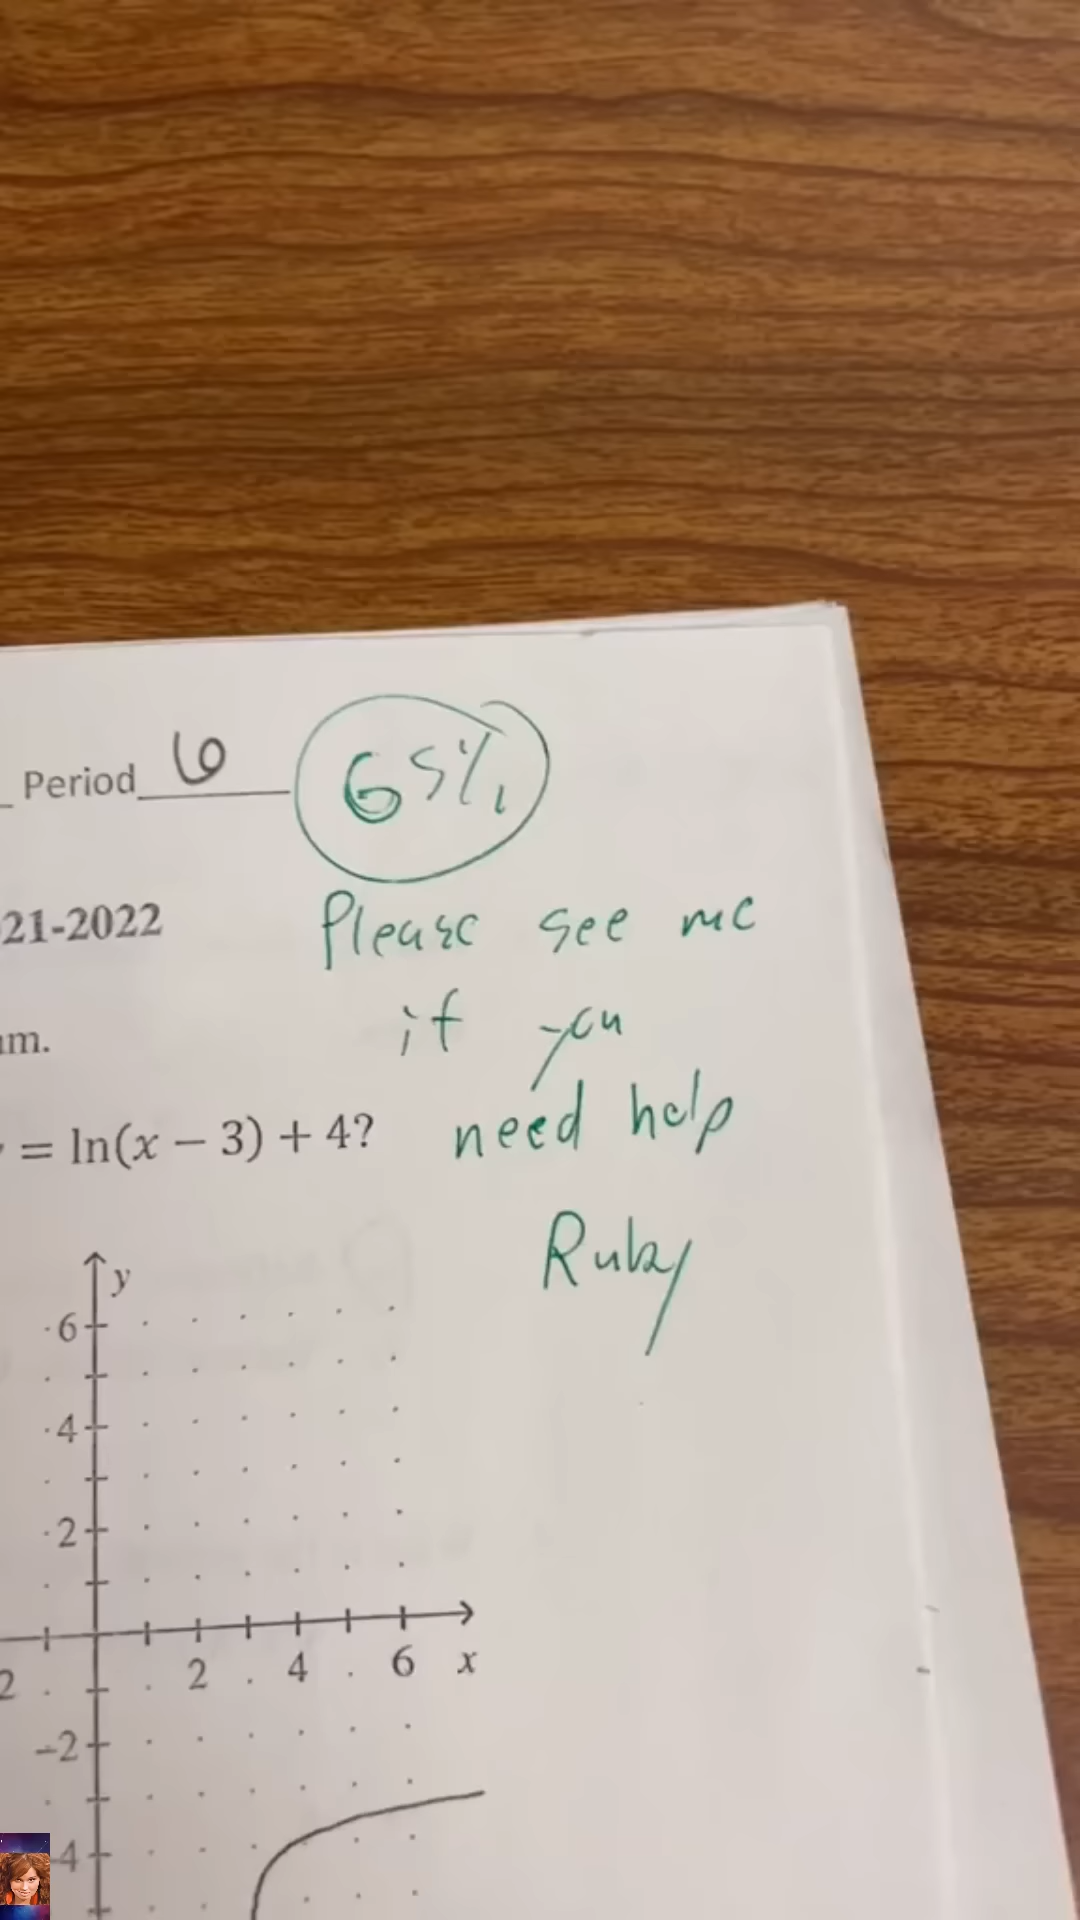 Period 6 65%
21-2022 Please see me
m. if you
= ln(x − 3) + 4? need help
Ruby
y
6
4
2
2 2 4 6 x
−2
4